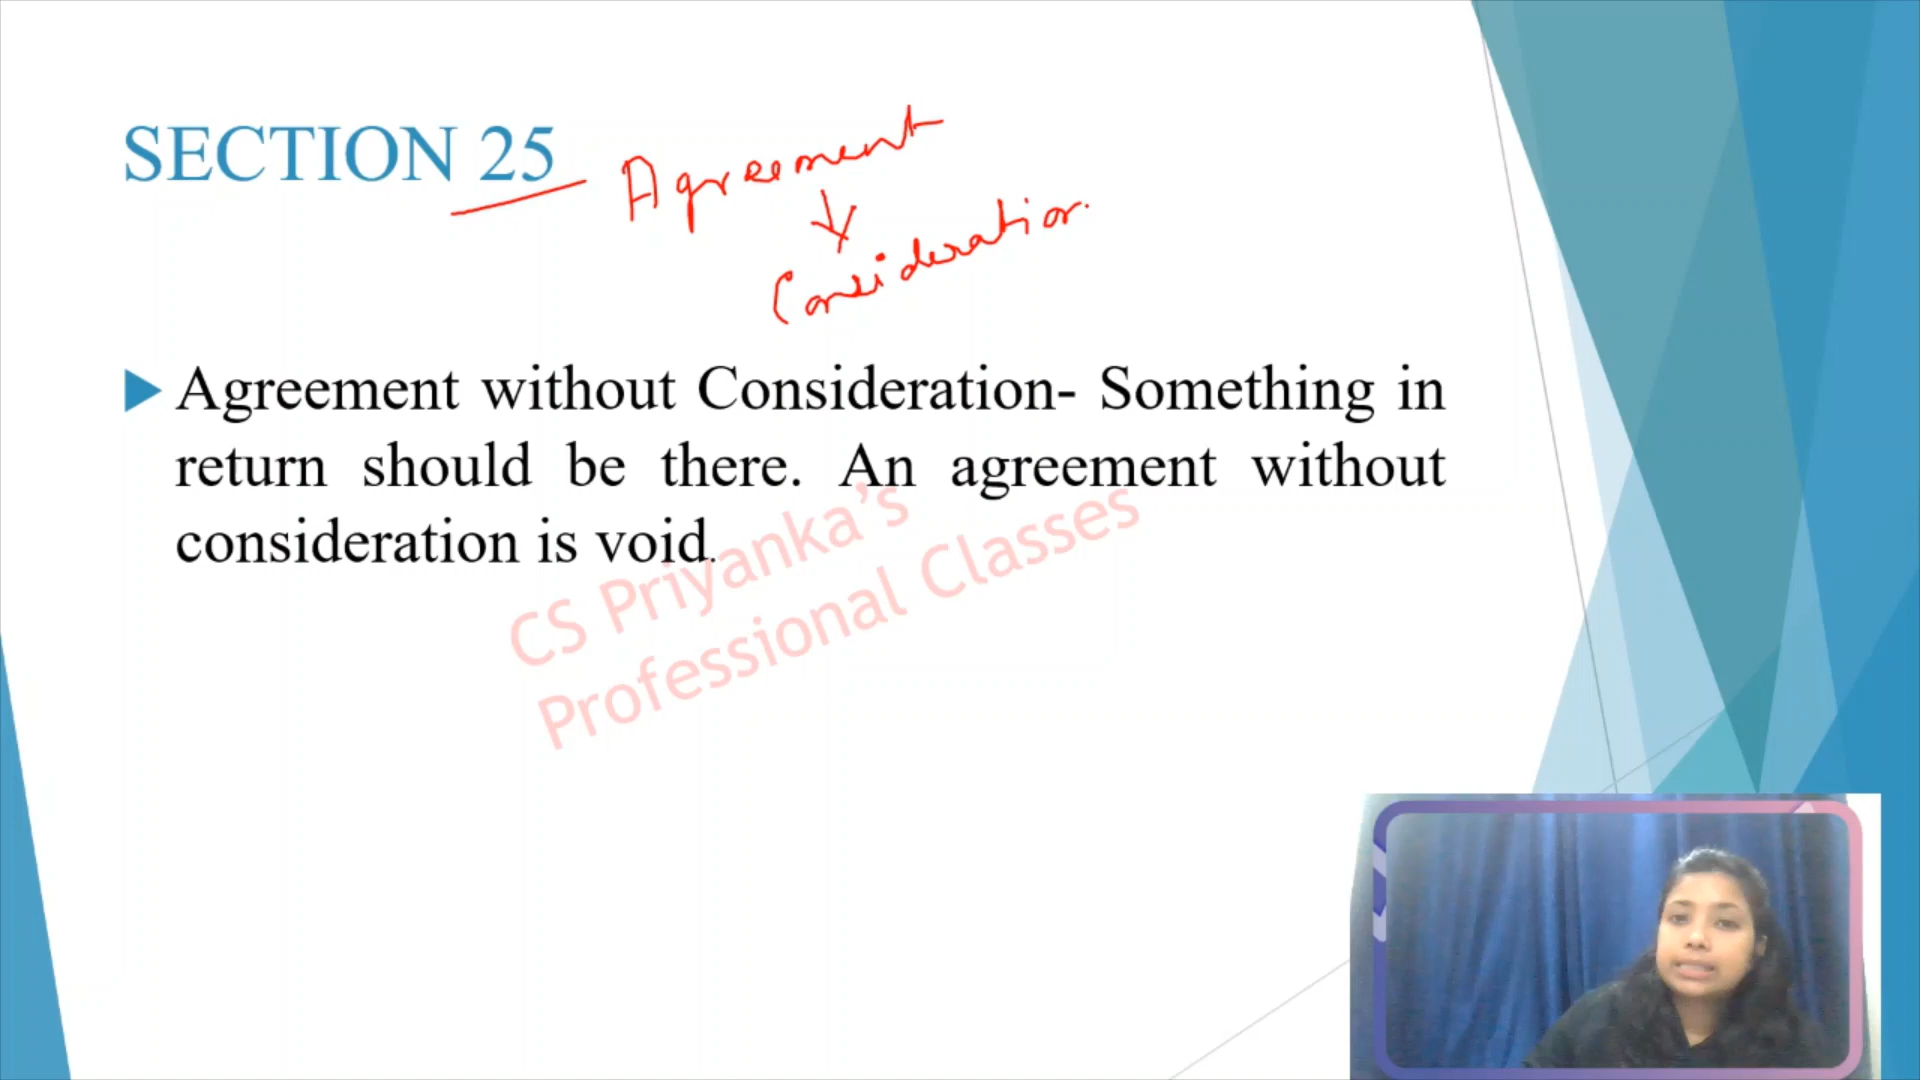 SECTION 25
Agreement
Consideration
Agreement without Consideration- Something in
return should be there. An agreement without
consideration is void.
CS Priyanka's
Professional Classes